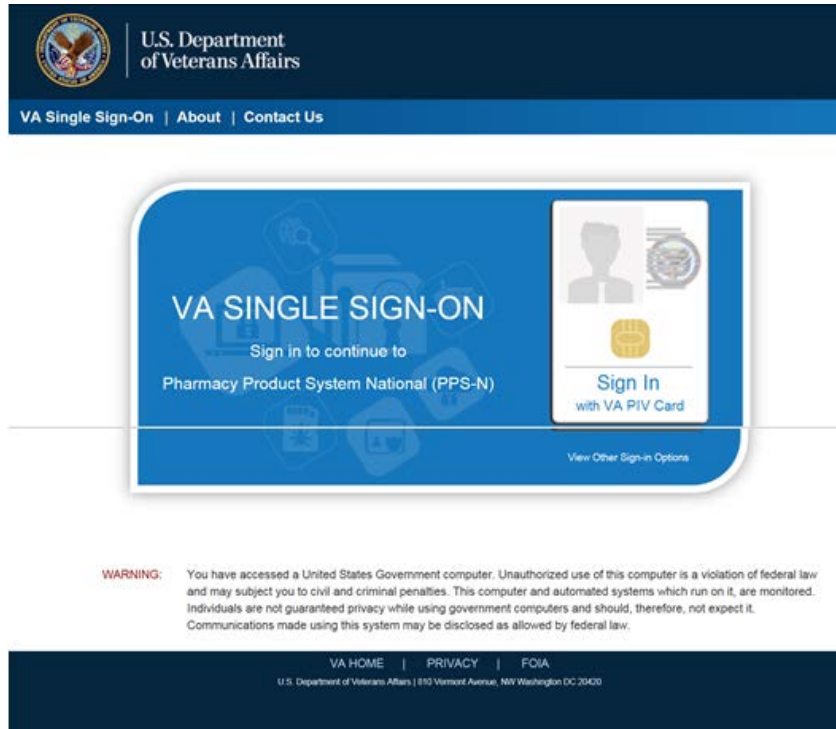 U.S. Department
of Veterans Affairs
VA Single Sign-On | About | Contact Us
VA SINGLE SIGN-ON
Sign in to continue to
Pharmacy Product System National (PPS-N)
Sign In
with VA PIV Card
View Other Sign-in Options
WARNING: You have accessed a United States Government computer. Unauthorized use of this computer is a violation of federal law
and may subject you to civil and criminal penalties. This computer and automated systems which run on it, are monitored.
Individuals are not guaranteed privacy while using government computers and should, therefore, not expect it.
Communications made using this system may be disclosed as allowed by federal law.
VA HOME | PRIVACY | FOIA
U.S. Department of Veterans Affairs | 810 Vermont Avenue, NW Washington DC 20420